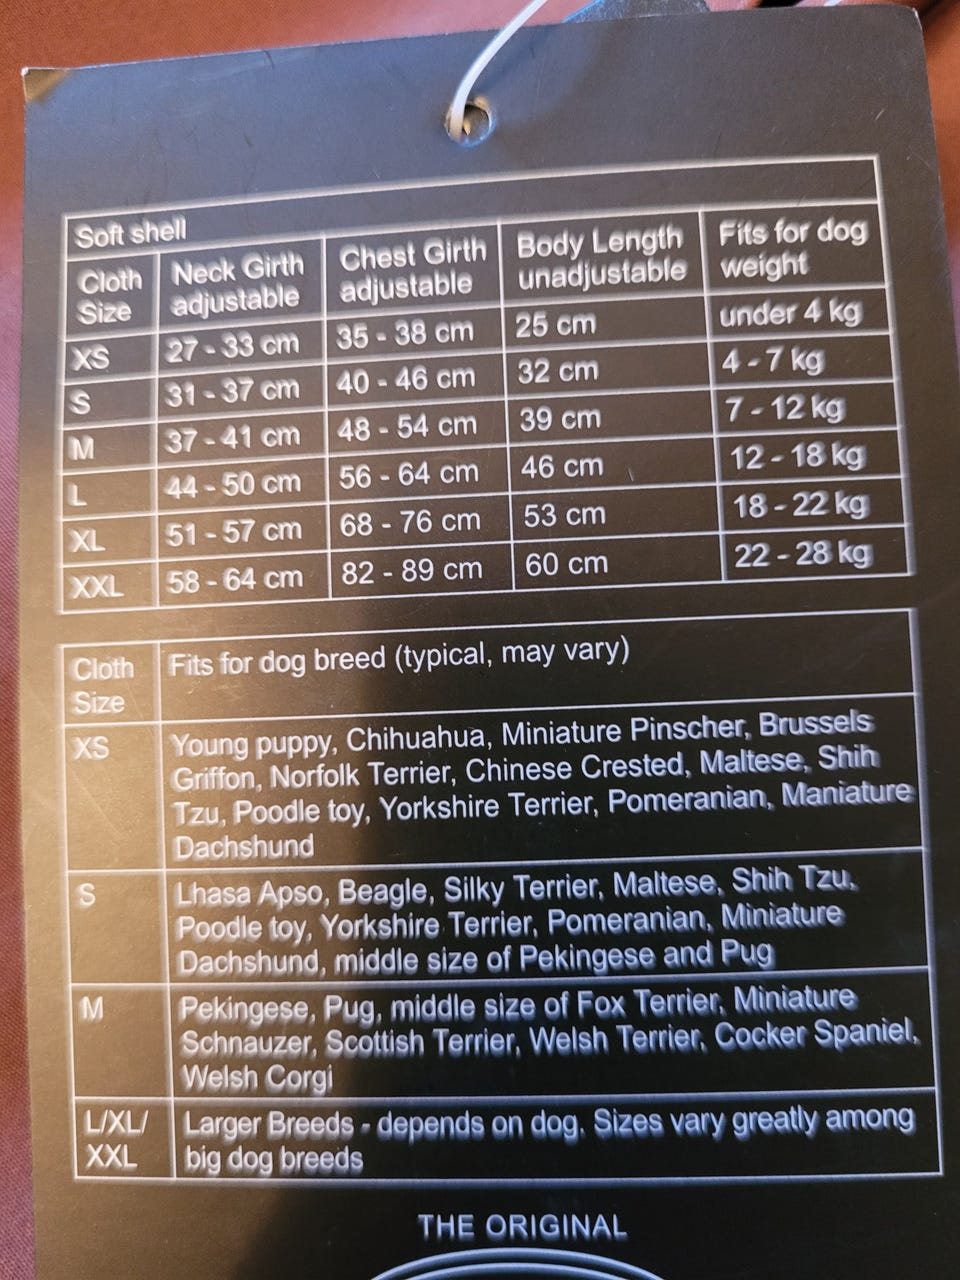 Soft shell
Cloth Size | Neck Girth adjustable | Chest Girth adjustable | Body Length unadjustable | Fits for dog weight
XS | 27 - 33 cm | 35 - 38 cm | 25 cm | under 4 kg
S | 31 - 37 cm | 40 - 46 cm | 32 cm | 4 - 7 kg
M | 37 - 41 cm | 48 - 54 cm | 39 cm | 7 - 12 kg
L | 44 - 50 cm | 56 - 64 cm | 46 cm | 12 - 18 kg
XL | 51 - 57 cm | 68 - 76 cm | 53 cm | 18 - 22 kg
XXL | 58 - 64 cm | 82 - 89 cm | 60 cm | 22 - 28 kg
Cloth Size | Fits for dog breed (typical, may vary)
XS | Young puppy, Chihuahua, Miniature Pinscher, Brussels
Griffon, Norfolk Terrier, Chinese Crested, Maltese, Shih
Tzu, Poodle toy, Yorkshire Terrier, Pomeranian, Maniature
Dachshund
S | Lhasa Apso, Beagle, Silky Terrier, Maltese, Shih Tzu,
Poodle toy, Yorkshire Terrier, Pomeranian, Miniature
Dachshund, middle size of Pekingese and Pug
M | Pekingese, Pug, middle size of Fox Terrier, Miniature
Schnauzer, Scottish Terrier, Welsh Terrier, Cocker Spaniel,
Welsh Corgi
L/XL/XXL | Larger Breeds - depends on dog. Sizes vary greatly among
big dog breeds
THE ORIGINAL